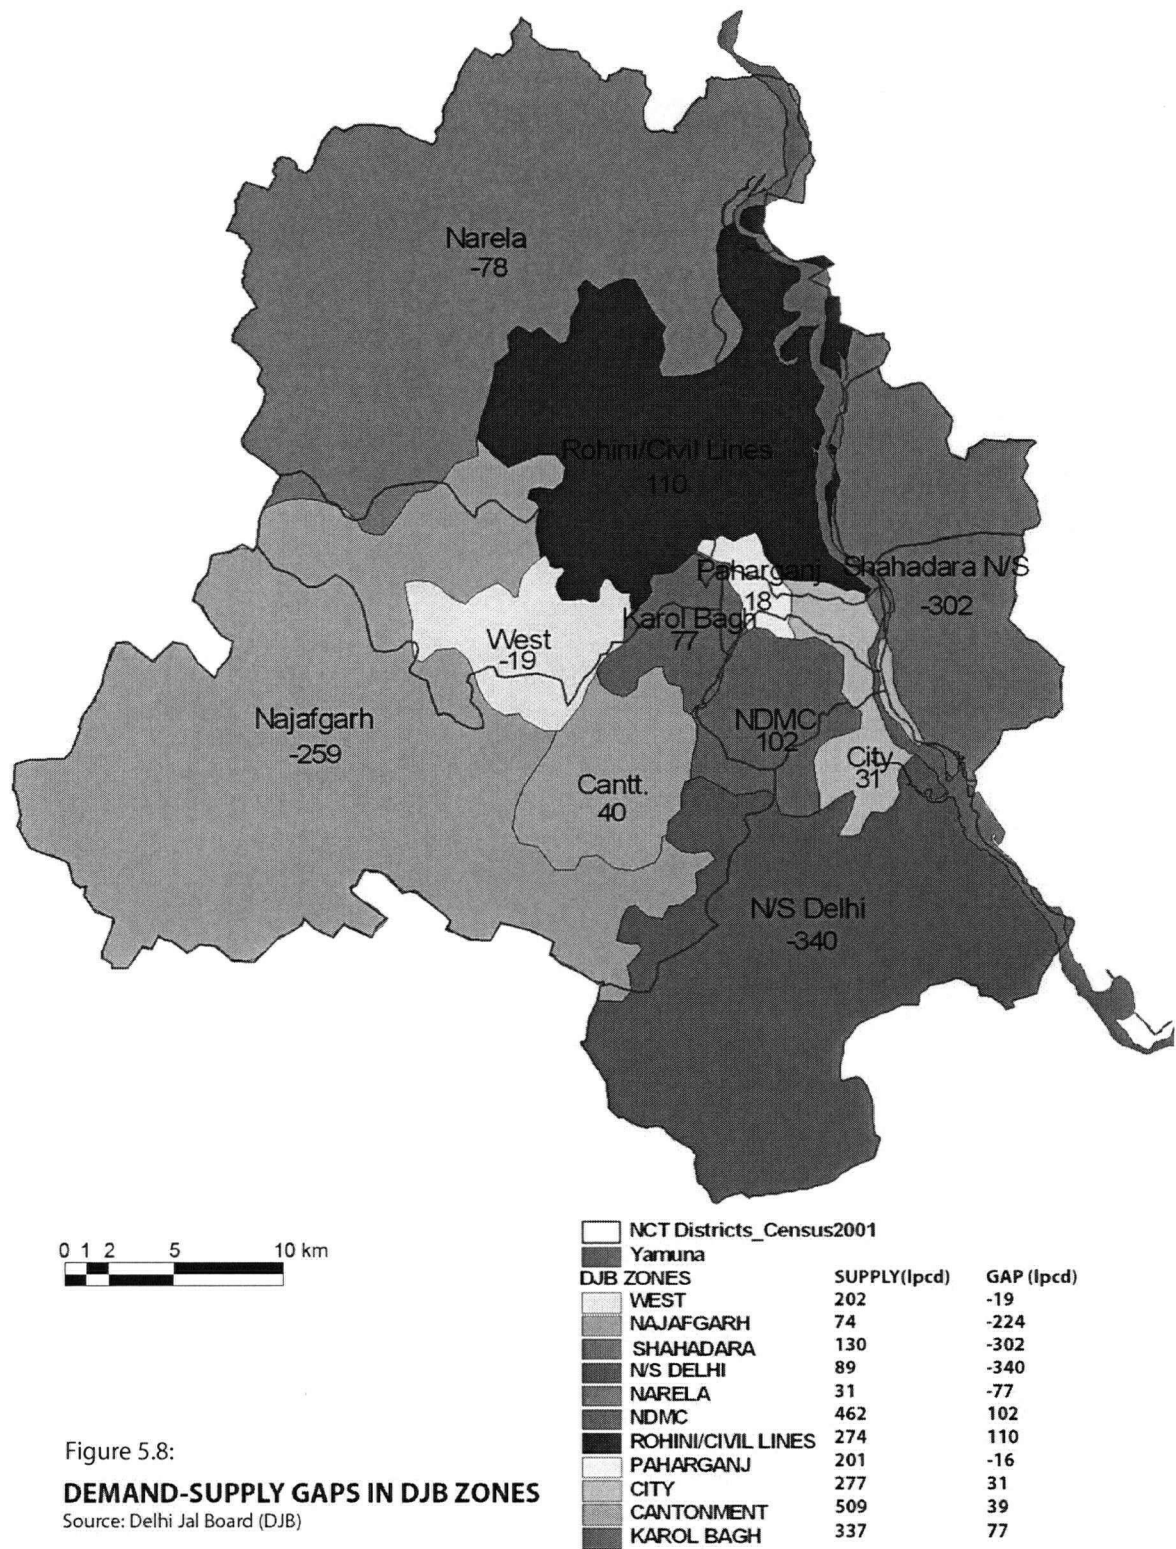 Narela
-78
Rohini/Civil Lines
110
Paharganj
18
Shahadara N/S
-302
Karol Bagh
77
West
-19
Najafgarh
-259
NDMC
102
City
31
Cantt.
40
N/S Delhi
-340
0 1 2 5 10 km
NCT Districts_Census2001
Yamuna
DJB ZONES SUPPLY(lpcd) GAP (lpcd)
WEST 202 -19
NAJAFGARH 74 -224
SHAHADARA 130 -302
N/S DELHI 89 -340
NARELA 31 -77
NDMC 462 102
ROHINI/CIVIL LINES 274 110
PAHARGANJ 201 -16
CITY 277 31
CANTONMENT 509 39
KAROL BAGH 337 77
Figure 5.8:
DEMAND-SUPPLY GAPS IN DJB ZONES
Source: Delhi Jal Board (DJB)